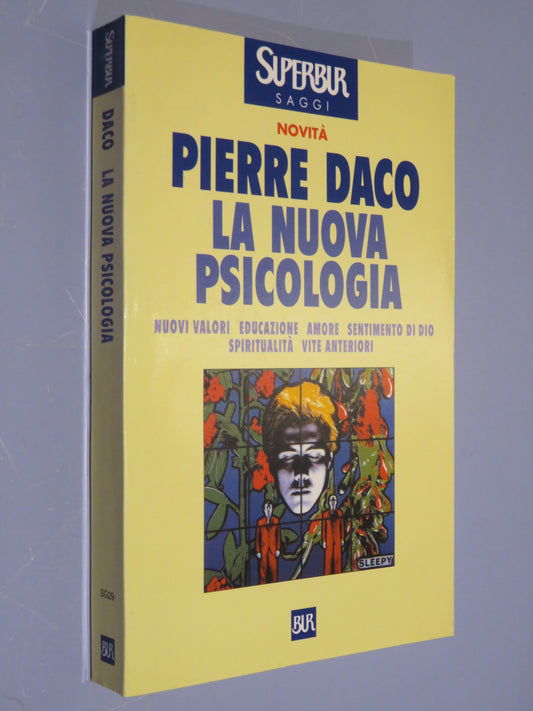 SUPERBUR
SAGGI
NOVITÀ
PIERRE DACO
LA NUOVA
PSICOLOGIA
NUOVI VALORI EDUCAZIONE AMORE SENTIMENTO DI DIO
SPIRITUALITÀ VITE ANTERIORI
SLEEPY
BUR
SUPERBUR
DACO LA NUOVA PSICOLOGIA
SG29
BUR